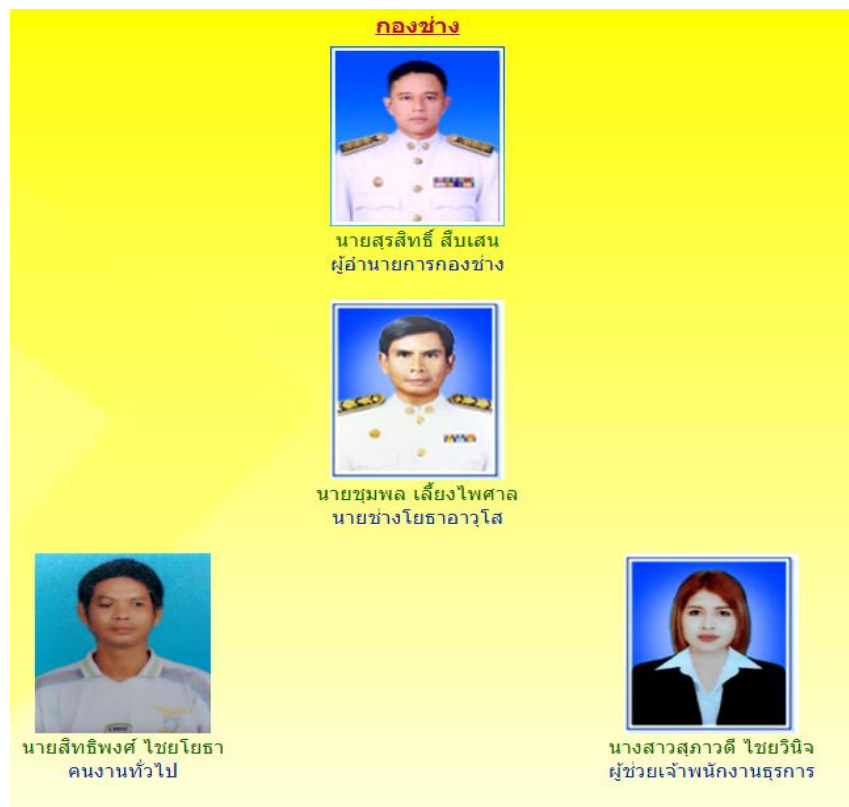 กองช่าง
นายสุรสิทธิ์ สืบเสน
ผู้อำนายการกองช่าง
นายชุมพล เลี้ยงไพศาล
นายช่างโยธาอาวุโส
นายสิทธิพงศ์ ไชยโยธา
คนงานทั่วไป
นางสาวสุภาวดี ไชยวินิจ
ผู้ช่วยเจ้าพนักงานธุรการ